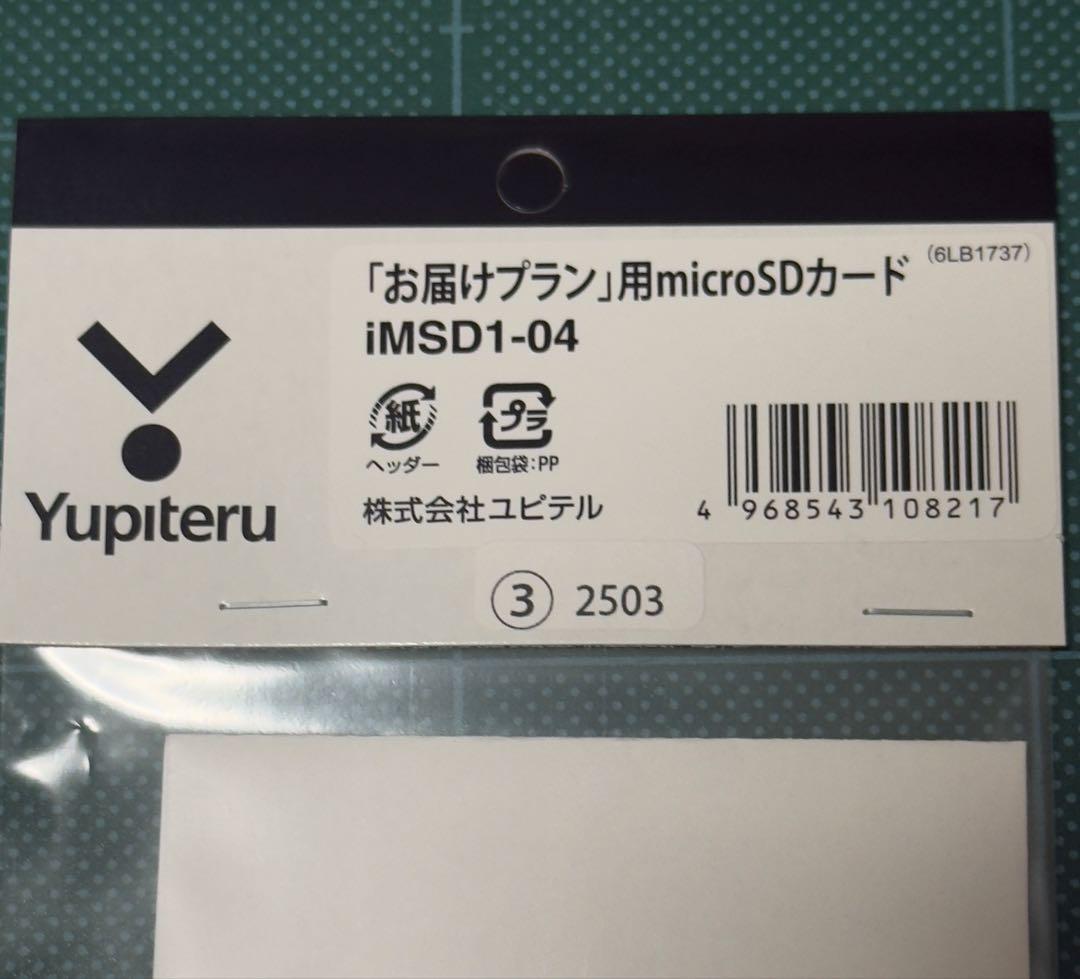 「お届けプラン」用microSDカード (6LB1737)
iMSD1-04
紙 プラ
ヘッダー 梱包袋:PP
株式会社ユピテル
4 968543 108217
Yupiteru
③ 2503